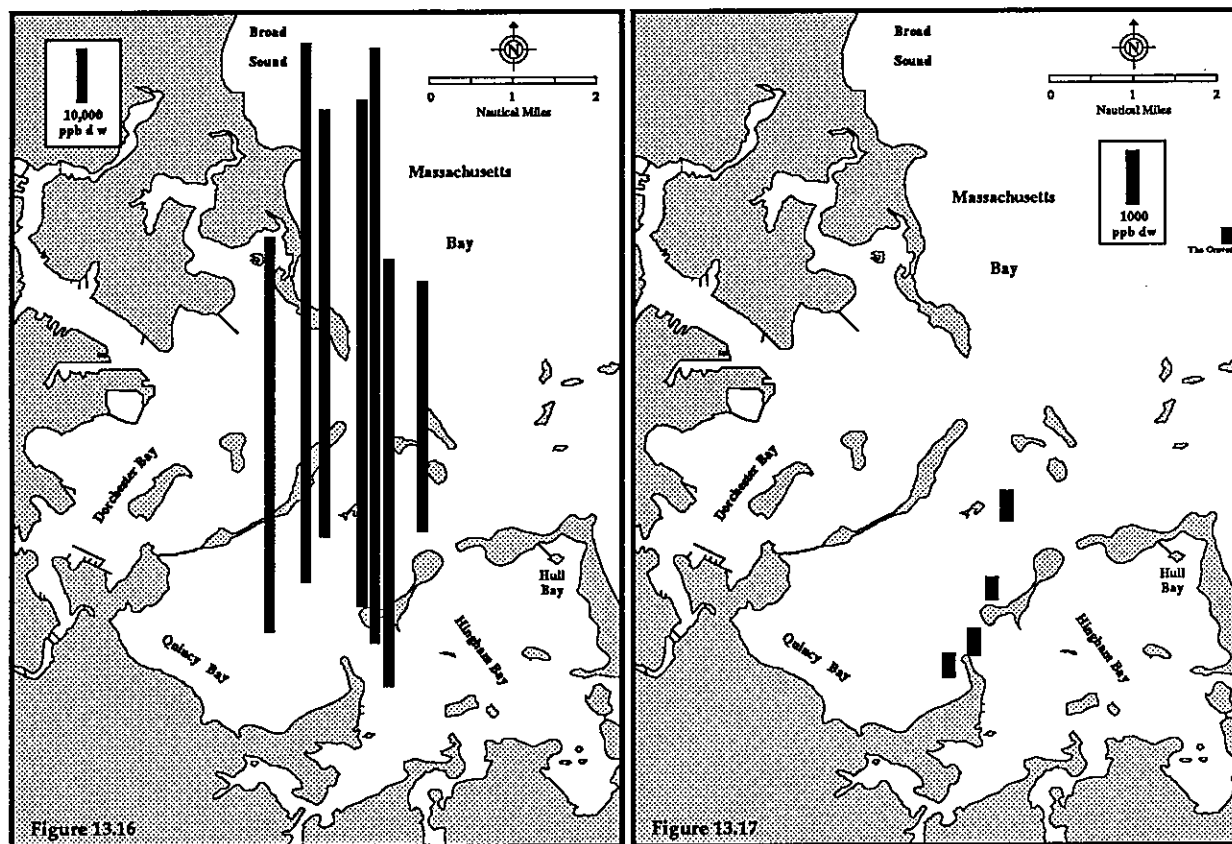 Broad
Sound
10,000
ppb d w
N
0 1 2
Nautical Miles
Massachusetts
Bay
Dorchester Bay
Quincy Bay
Hull
Bay
Hingham Bay
Figure 13.16
Broad
Sound
N
0 1 2
Nautical Miles
Massachusetts
Bay
1000
ppb dw
The
Dorchester Bay
Quincy Bay
Hull
Bay
Hingham Bay
Figure 13.17